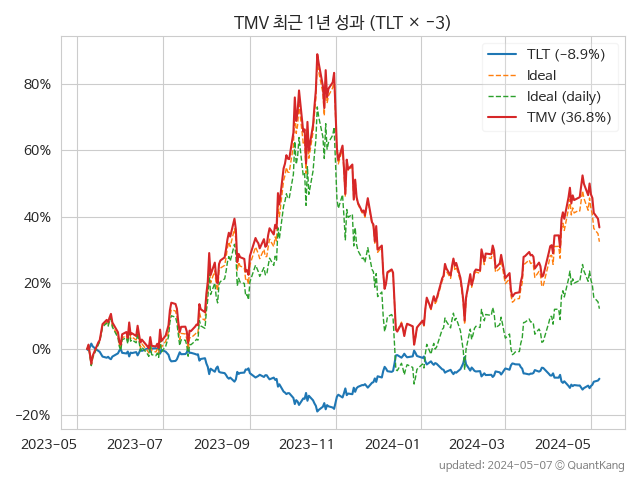 TMV 최근 1년 성과 (TLT × −3)
TLT (−8.9%)
Ideal
Ideal (daily)
TMV (36.8%)
80%
60%
40%
20%
0%
−20%
2023-05
2023-07
2023-09
2023-11
2024-01
2024-03
2024-05
updated: 2024-05-07 © QuantKang